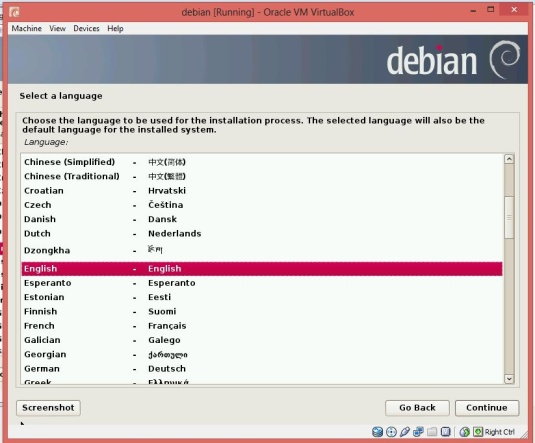 debian [Running] - Oracle VM VirtualBox
Machine View Devices Help
debian
Select a language
Choose the language to be used for the installation process. The selected language will also be the
default language for the installed system.
Language:
Chinese (Simplified) - 中文(简体)
Chinese (Traditional) - 中文(繁體)
Croatian - Hrvatski
Czech - Čeština
Danish - Dansk
Dutch - Nederlands
Dzongkha -
English - English
Esperanto - Esperanto
Estonian - Eesti
Finnish - Suomi
French - Français
Galician - Galego
Georgian - ქართული
German - Deutsch
Greek - Ελληνικά
Screenshot
Go Back
Continue
Right Ctrl